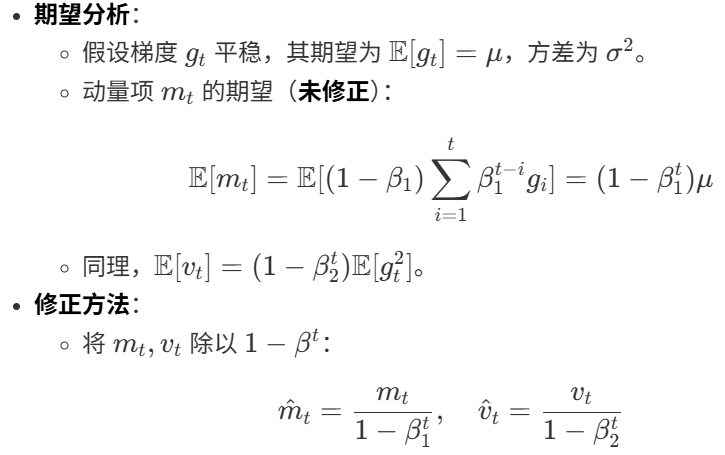 • 期望分析：
◦ 假设梯度 $g_t$ 平稳，其期望为 $\mathbb{E}[g_t] = \mu$，方差为 $\sigma^2$。
◦ 动量项 $m_t$ 的期望（未修正）：
$\mathbb{E}[m_t] = \mathbb{E}[(1 - \beta_1) \sum_{i=1}^{t} \beta_1^{t-i} g_i] = (1 - \beta_1^t)\mu$
◦ 同理，$\mathbb{E}[v_t] = (1 - \beta_2^t)\mathbb{E}[g_t^2]$。
• 修正方法：
◦ 将 $m_t, v_t$ 除以 $1 - \beta^t$：
$\hat{m}_t = \frac{m_t}{1 - \beta_1^t}, \quad \hat{v}_t = \frac{v_t}{1 - \beta_2^t}$